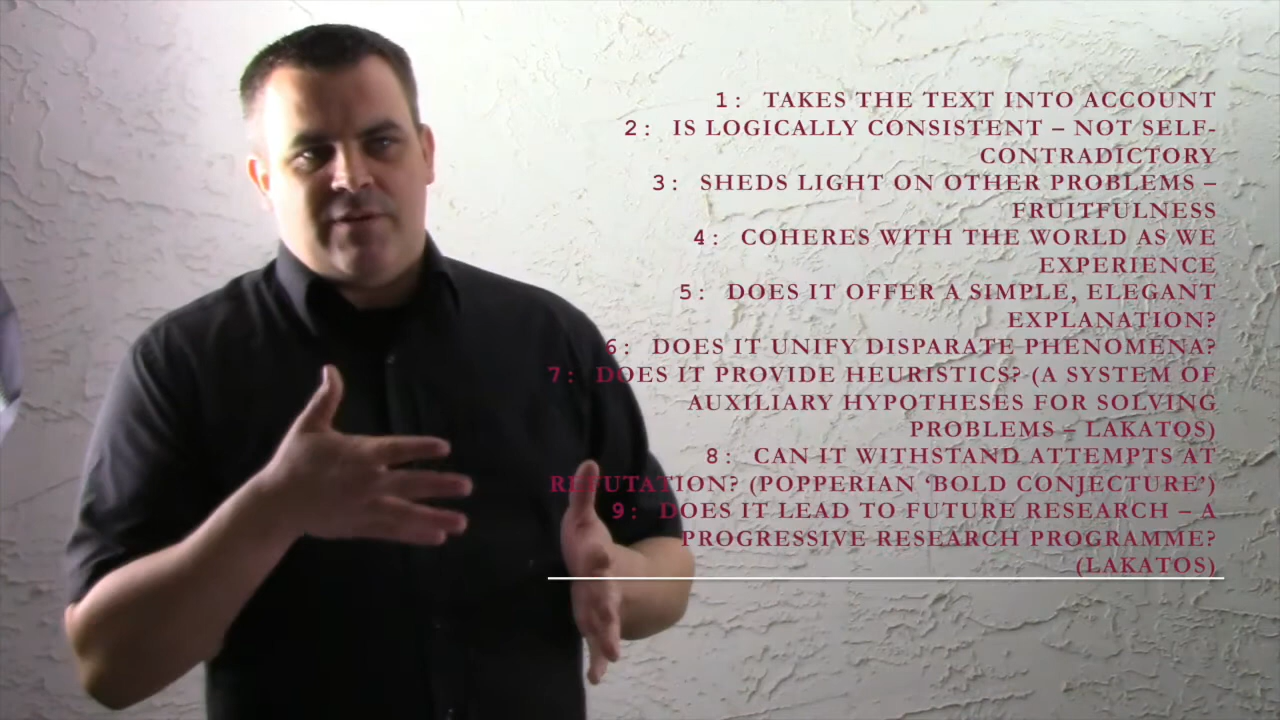 1: TAKES THE TEXT INTO ACCOUNT
2: IS LOGICALLY CONSISTENT – NOT SELF-
CONTRADICTORY
3: SHEDS LIGHT ON OTHER PROBLEMS –
FRUITFULNESS
4: COHERES WITH THE WORLD AS WE
EXPERIENCE
5: DOES IT OFFER A SIMPLE, ELEGANT
EXPLANATION?
6: DOES IT UNIFY DISPARATE PHENOMENA?
7: DOES IT PROVIDE HEURISTICS? (A SYSTEM OF
AUXILIARY HYPOTHESES FOR SOLVING
PROBLEMS – LAKATOS)
8: CAN IT WITHSTAND ATTEMPTS AT
REFUTATION? (POPPERIAN ‘BOLD CONJECTURE’)
9: DOES IT LEAD TO FUTURE RESEARCH – A
PROGRESSIVE RESEARCH PROGRAMME?
(LAKATOS)